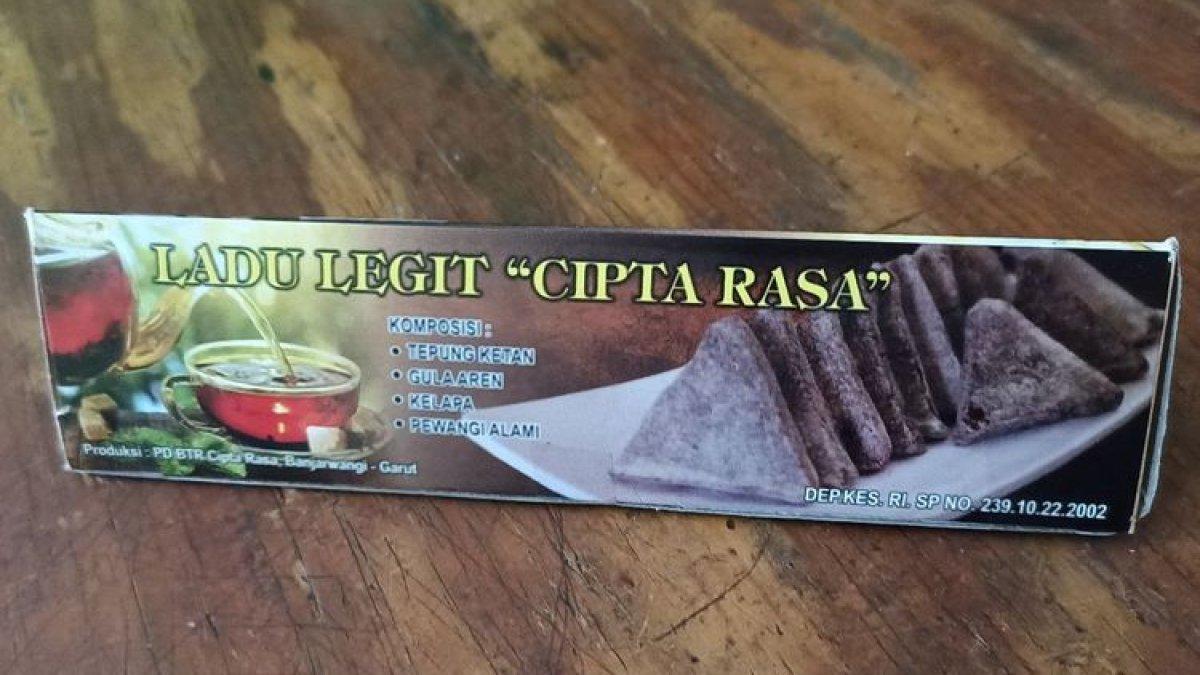 LADU LEGIT “CIPTA RASA”
KOMPOSISI :
• TEPUNG KETAN
• GULA AREN
• KELAPA
• PEWANGI ALAMI
Produksi : PD BTR Cipta Rasa, Banjarwangi - Garut
DEP.KES. RI. SP NO. 239.10.22.2002